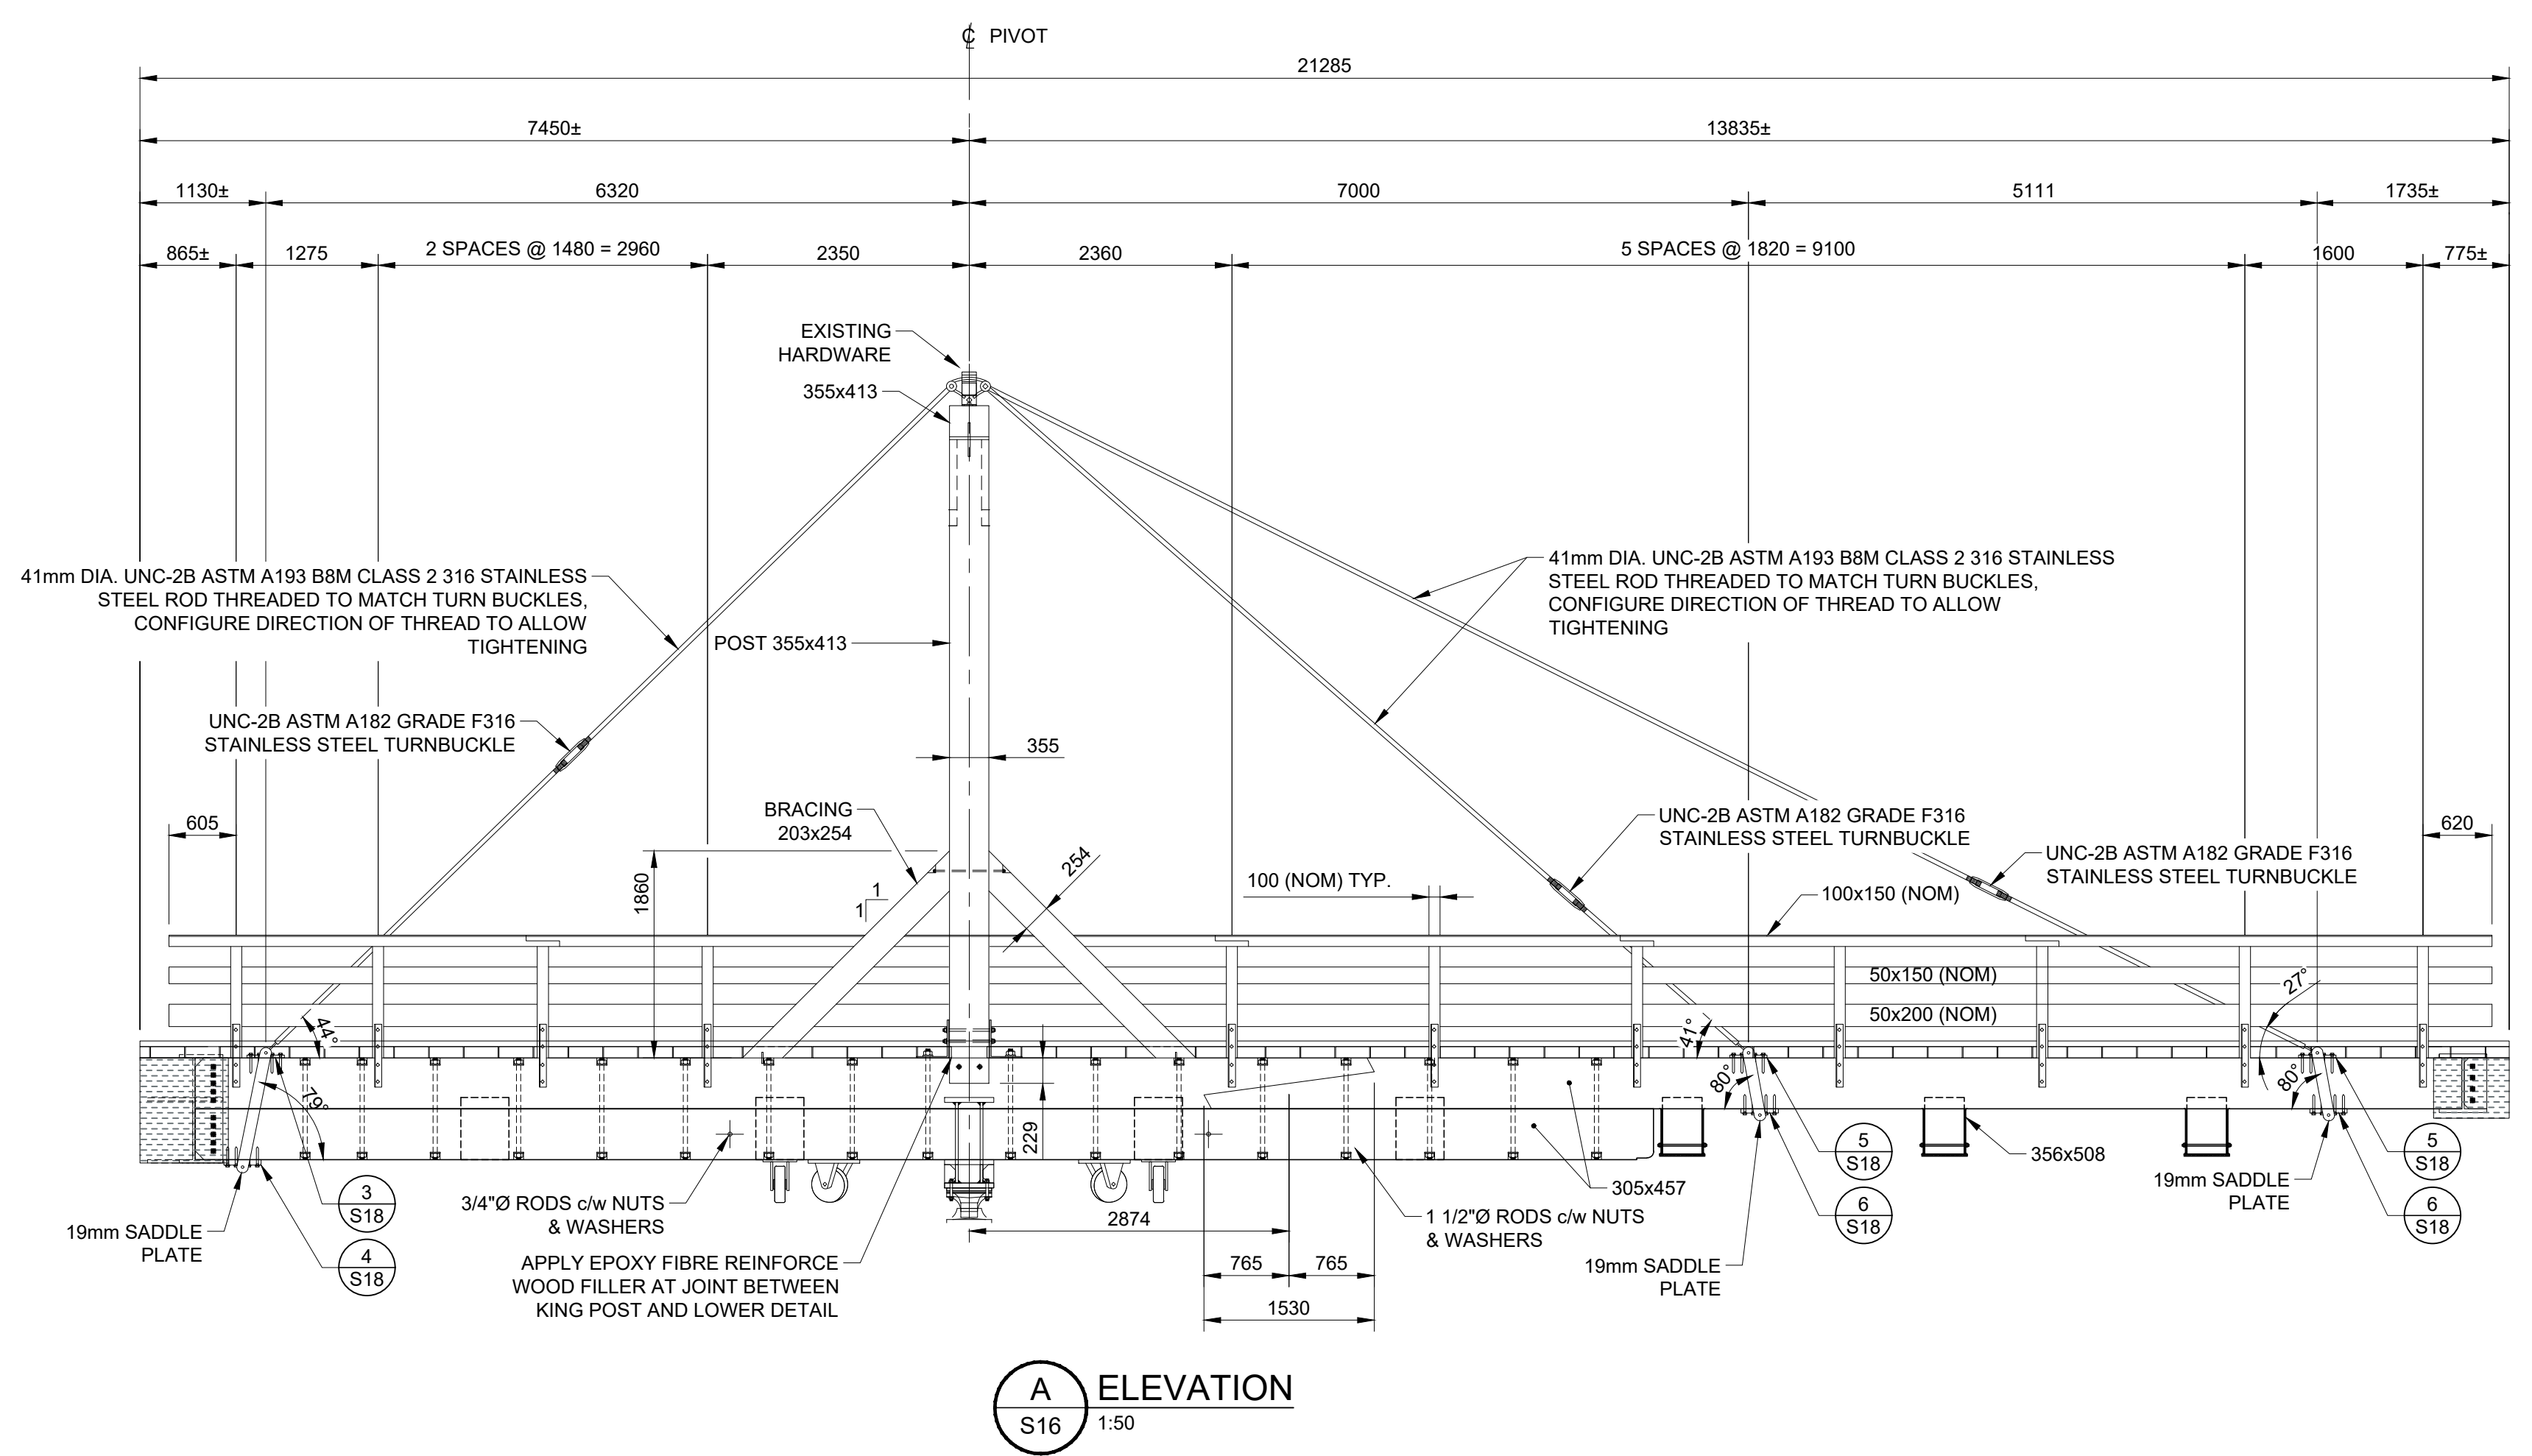 ℄ PIVOT
21285
7450±
13835±
1130±
6320
7000
5111
1735±
865±
1275
2 SPACES @ 1480 = 2960
2350
2360
5 SPACES @ 1820 = 9100
1600
775±
EXISTING
HARDWARE
355x413
41mm DIA. UNC-2B ASTM A193 B8M CLASS 2 316 STAINLESS
STEEL ROD THREADED TO MATCH TURN BUCKLES,
CONFIGURE DIRECTION OF THREAD TO ALLOW
TIGHTENING
41mm DIA. UNC-2B ASTM A193 B8M CLASS 2 316 STAINLESS
STEEL ROD THREADED TO MATCH TURN BUCKLES,
CONFIGURE DIRECTION OF THREAD TO ALLOW
TIGHTENING
POST 355x413
UNC-2B ASTM A182 GRADE F316
STAINLESS STEEL TURNBUCKLE
355
BRACING
203x254
UNC-2B ASTM A182 GRADE F316
STAINLESS STEEL TURNBUCKLE
UNC-2B ASTM A182 GRADE F316
STAINLESS STEEL TURNBUCKLE
605
620
1860
1
1
254
100 (NOM) TYP.
100x150 (NOM)
50x150 (NOM)
50x200 (NOM)
27°
44°
41°
79°
80°
80°
229
3
S18
4
S18
19mm SADDLE
PLATE
3/4"Ø RODS c/w NUTS
& WASHERS
APPLY EPOXY FIBRE REINFORCE
WOOD FILLER AT JOINT BETWEEN
KING POST AND LOWER DETAIL
2874
765
765
1530
1 1/2"Ø RODS c/w NUTS
& WASHERS
305x457
19mm SADDLE
PLATE
5
S18
6
S18
356x508
19mm SADDLE
PLATE
5
S18
6
S18
A
S16
ELEVATION
1:50